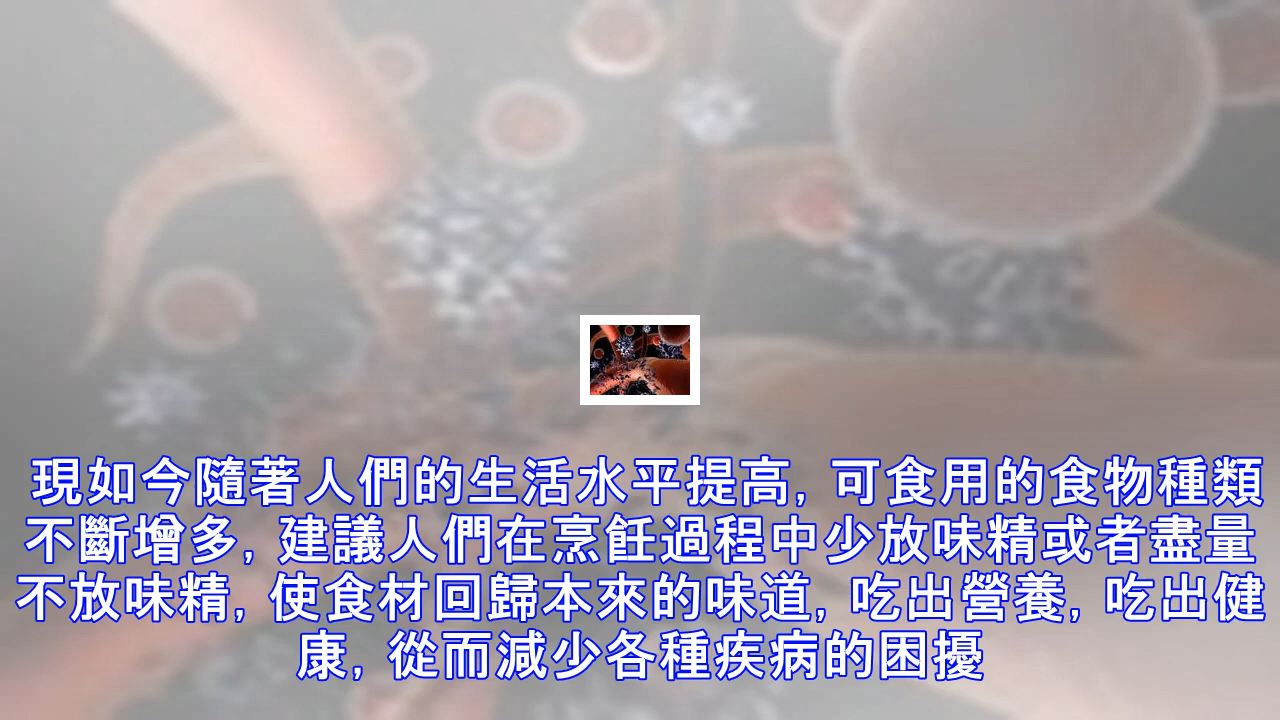 現如今隨著人們的生活水平提高, 可食用的食物種類
不斷增多, 建議人們在烹飪過程中少放味精或者盡量
不放味精, 使食材回歸本來的味道, 吃出營養, 吃出健
康, 從而減少各種疾病的困擾